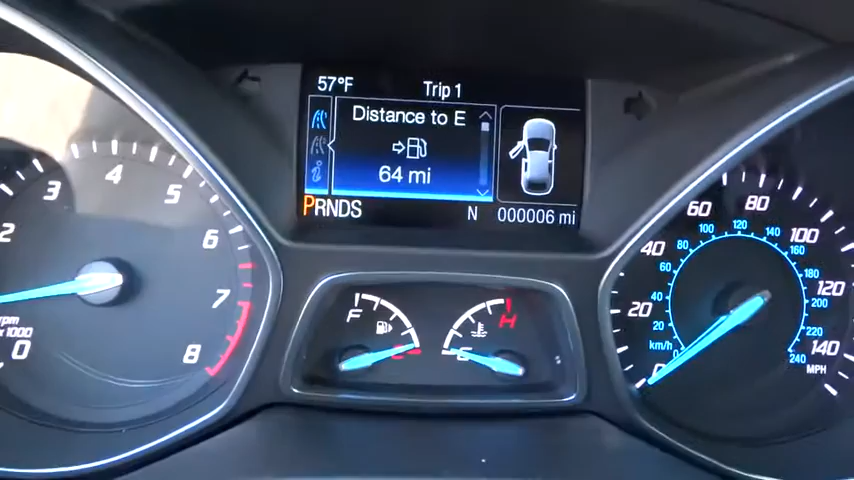 57°F Trip 1
Distance to E
64 mi
PRNDS N 000006 mi
2 3 4 5 6 7 8
rpm
x1000
0
F E
H C
0 20 40 60 80 100 120 140
MPH
km/h
20 40 60 80 100 120 140 160 180 200 220 240